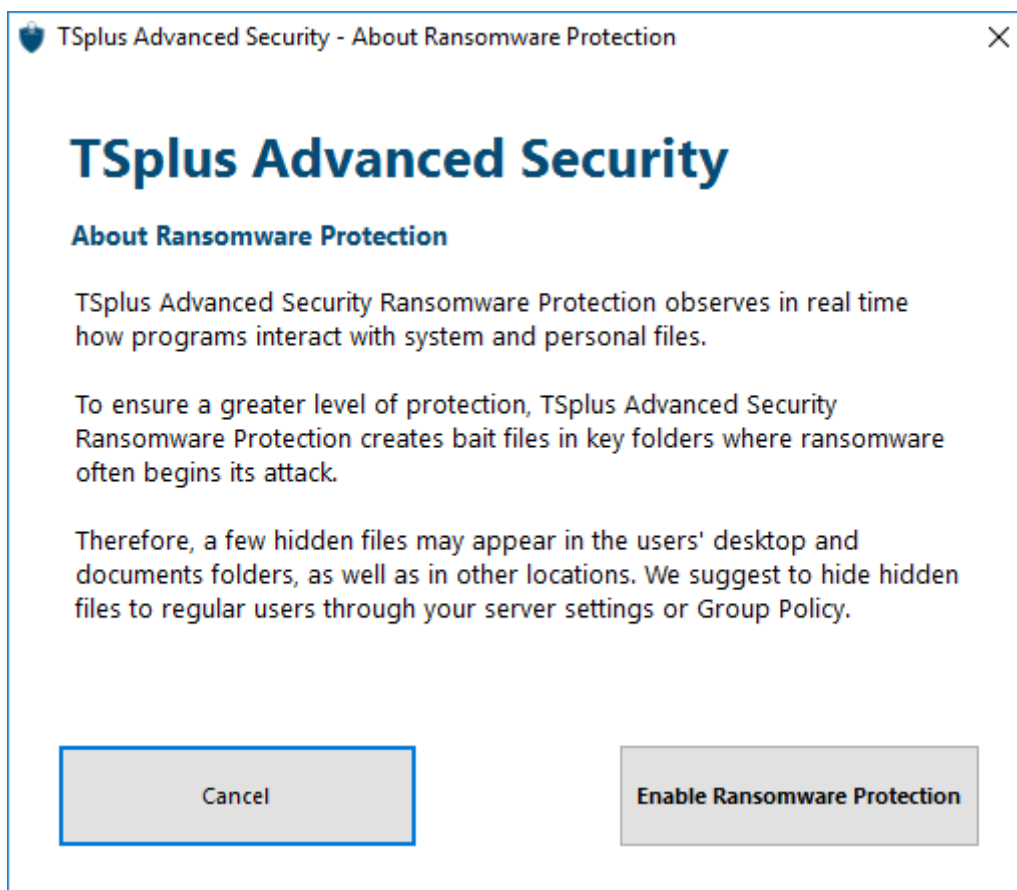 TSplus Advanced Security - About Ransomware Protection
TSplus Advanced Security
About Ransomware Protection
TSplus Advanced Security Ransomware Protection observes in real time
how programs interact with system and personal files.
To ensure a greater level of protection, TSplus Advanced Security
Ransomware Protection creates bait files in key folders where ransomware
often begins its attack.
Therefore, a few hidden files may appear in the users' desktop and
documents folders, as well as in other locations. We suggest to hide hidden
files to regular users through your server settings or Group Policy.
Cancel
Enable Ransomware Protection